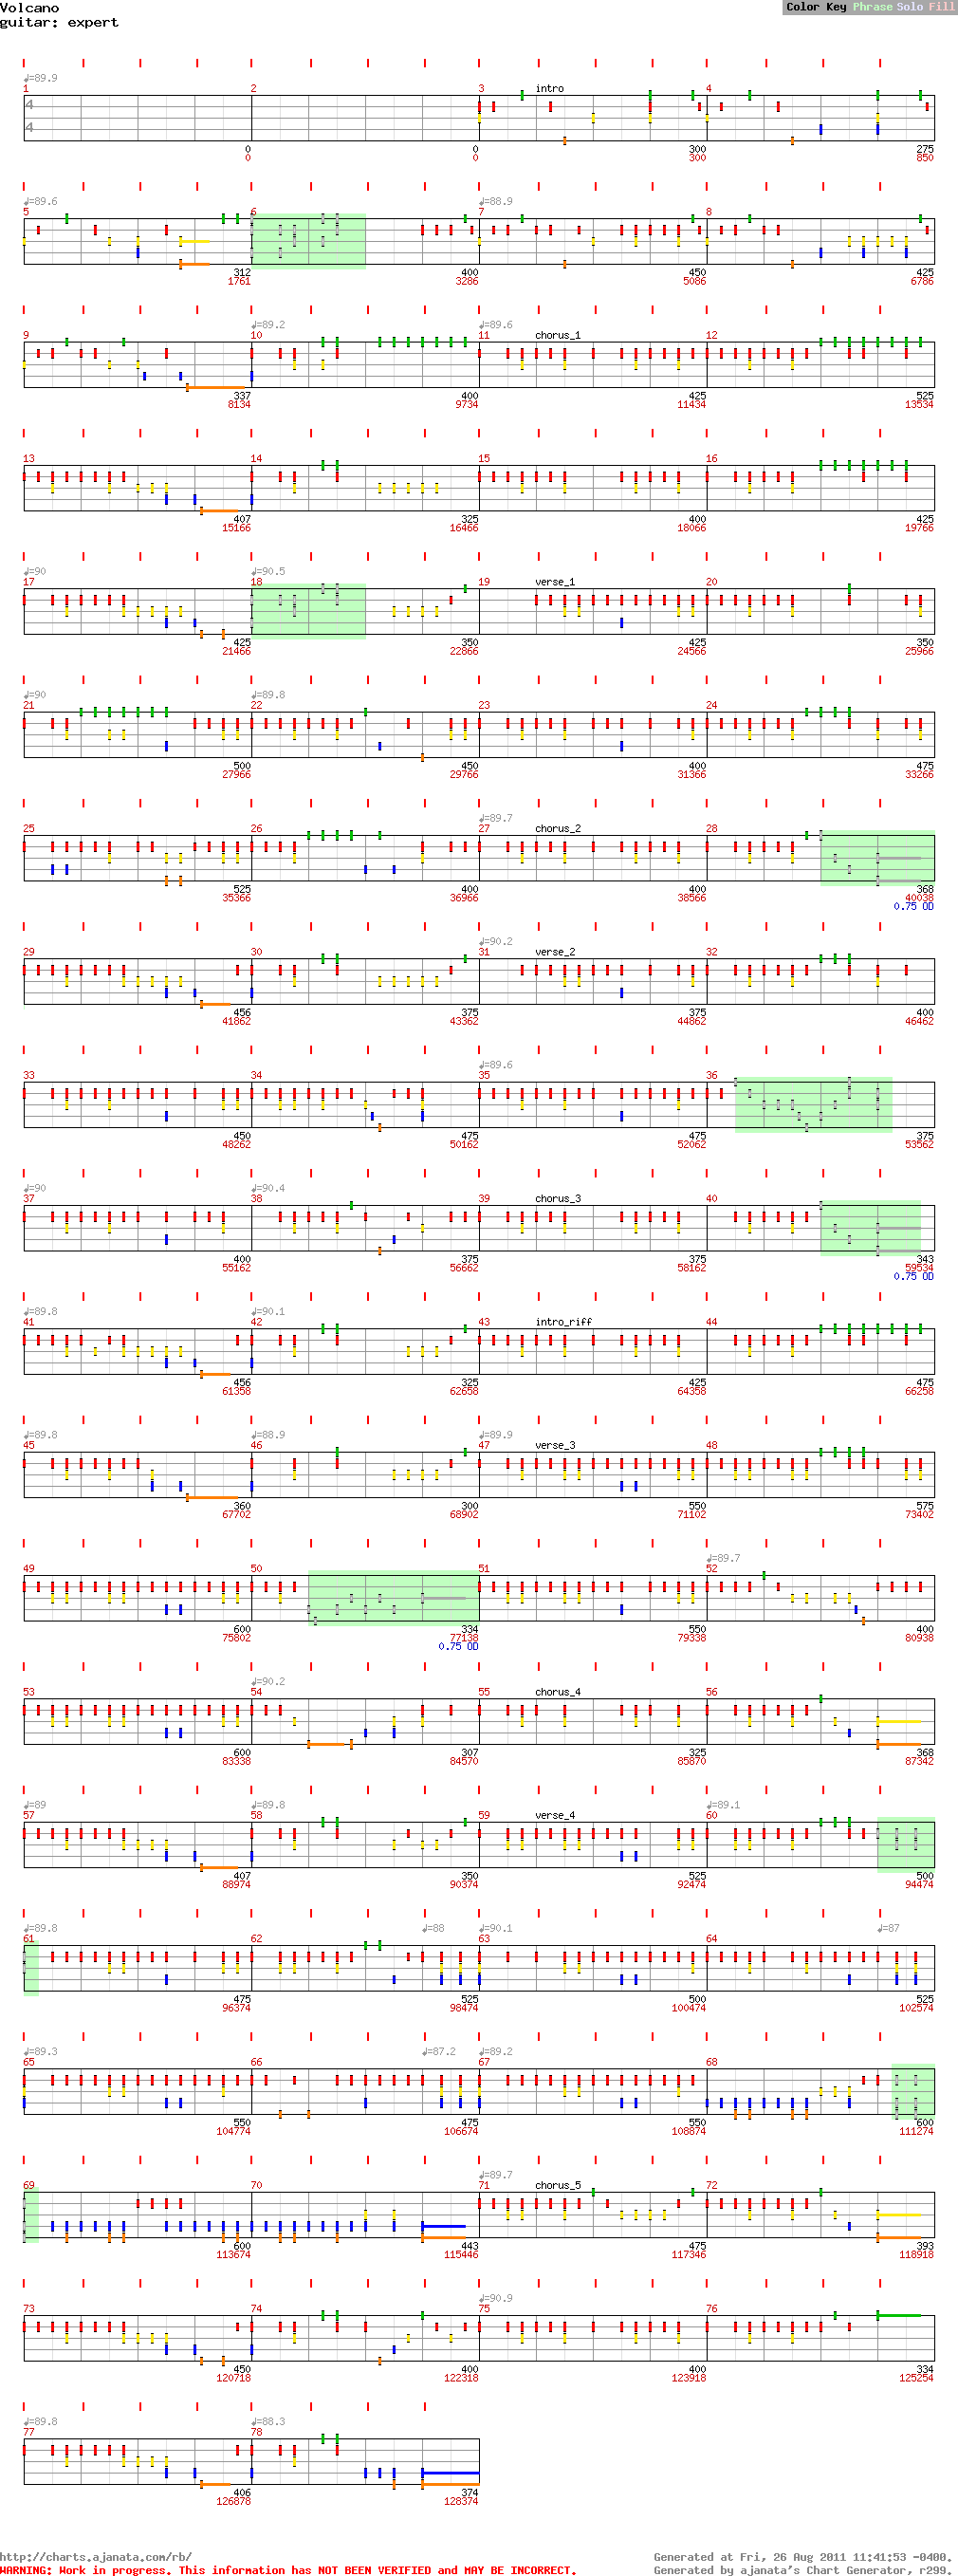 Volcano
guitar: expert
Color Key Phrase Solo Fill
♩=89.9
1 2 3 intro 4
4
4
0 0 300 275
0 0 300 850
♩=89.6 ♩=88.9
5 6 7 8
312 400 450 425
1761 3286 5086 6786
♩=89.2 ♩=89.6
9 10 11 chorus_1 12
337 400 425 525
8134 9734 11434 13534
13 14 15 16
407 325 400 425
15166 16466 18066 19766
♩=90 ♩=90.5
17 18 19 verse_1 20
425 350 425 350
21466 22866 24566 25966
♩=90 ♩=89.8
21 22 23 24
500 450 400 475
27966 29766 31366 33266
♩=89.7
25 26 27 chorus_2 28
525 400 400 368
35366 36966 38566 40038
0.75 OD
♩=90.2
29 30 31 verse_2 32
456 375 375 400
41862 43362 44862 46462
♩=89.6
33 34 35 36
450 475 475 375
48262 50162 52062 53562
♩=90 ♩=90.4
37 38 39 chorus_3 40
400 375 375 343
55162 56662 58162 59534
0.75 OD
♩=89.8 ♩=90.1
41 42 43 intro_riff 44
456 325 425 475
61358 62658 64358 66258
♩=89.8 ♩=88.9 ♩=89.9
45 46 47 verse_3 48
360 300 550 575
67702 68902 71102 73402
♩=89.7
49 50 51 52
600 334 550 400
75802 77138 79338 80938
0.75 OD
♩=90.2
53 54 55 chorus_4 56
600 307 325 368
83338 84570 85870 87342
♩=89 ♩=89.8 ♩=89.1
57 58 59 verse_4 60
407 350 525 500
88974 90374 92474 94474
♩=89.8 ♩=88 ♩=90.1 ♩=87
61 62 63 64
475 525 500 525
96374 98474 100474 102574
♩=89.3 ♩=87.2 ♩=89.2
65 66 67 68
550 475 550 600
104774 106674 108874 111274
♩=89.7
69 70 71 chorus_5 72
600 443 475 393
113674 115446 117346 118918
♩=90.9
73 74 75 76
450 400 400 334
120718 122318 123918 125254
♩=89.8 ♩=88.3
77 78
406 374
126878 128374
http://charts.ajanata.com/rb/ Generated at Fri, 26 Aug 2011 11:41:53 -0400.
WARNING: Work in progress. This information has NOT BEEN VERIFIED and MAY BE INCORRECT. Generated by ajanata's Chart Generator, r299.